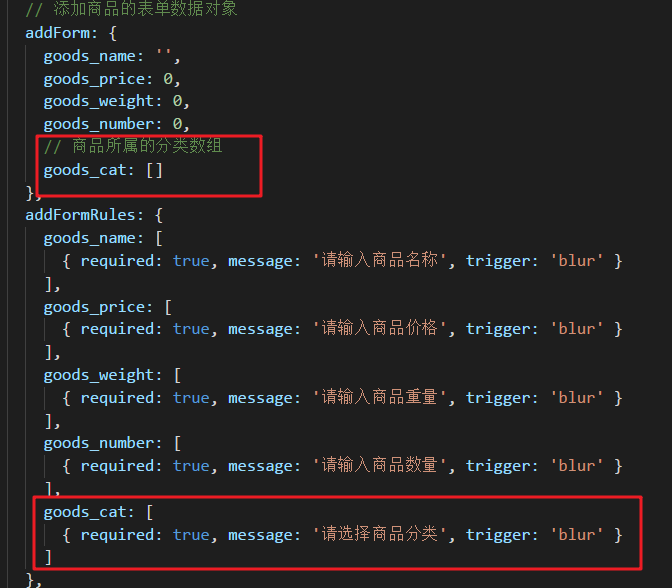 // 添加商品的表单数据对象
addForm: {
goods_name: '',
goods_price: 0,
goods_weight: 0,
goods_number: 0,
// 商品所属的分类数组
goods_cat: []
},
addFormRules: {
goods_name: [
{ required: true, message: '请输入商品名称', trigger: 'blur' }
],
goods_price: [
{ required: true, message: '请输入商品价格', trigger: 'blur' }
],
goods_weight: [
{ required: true, message: '请输入商品重量', trigger: 'blur' }
],
goods_number: [
{ required: true, message: '请输入商品数量', trigger: 'blur' }
],
goods_cat: [
{ required: true, message: '请选择商品分类', trigger: 'blur' }
]
},